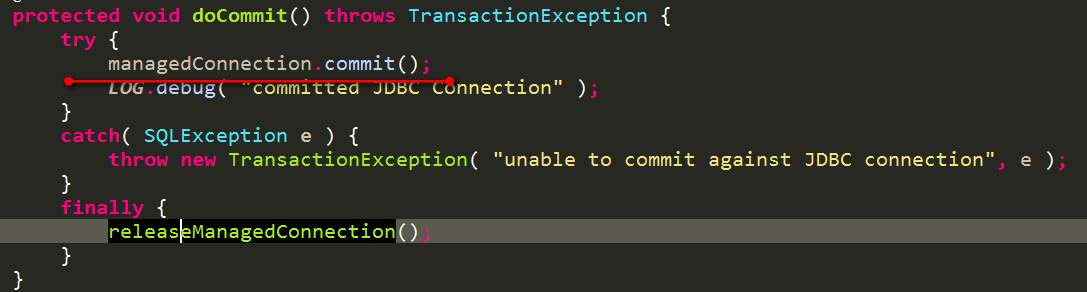 protected void doCommit() throws TransactionException {
try {
managedConnection.commit();
LOG.debug( "committed JDBC Connection" );
}
catch( SQLException e ) {
throw new TransactionException( "unable to commit against JDBC connection", e );
}
finally {
releaseManagedConnection();
}
}